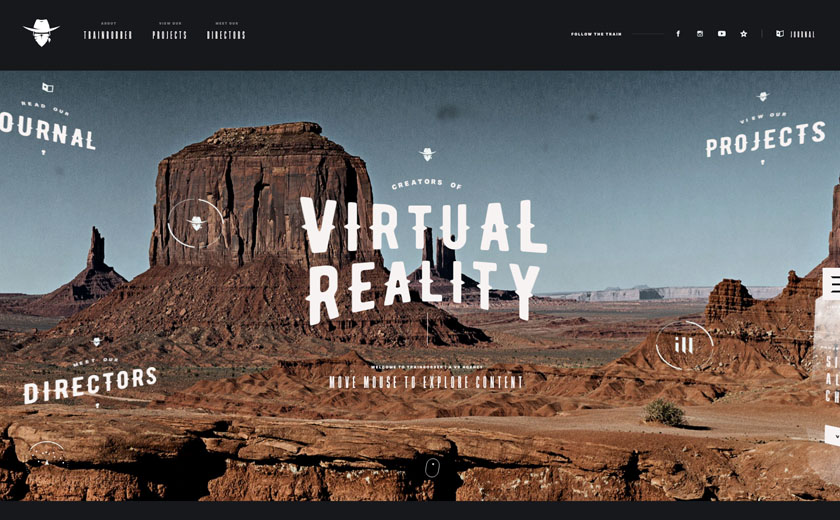 ABOUT
TRAINROBBER
VIEW OUR
PROJECTS
MEET OUR
DIRECTORS
FOLLOW THE TRAIN
JOURNAL
READ OUR
OURNAL
VIEW OUR
PROJECTS
CREATORS OF
VIRTUAL
REALITY
MEET OUR
DIRECTORS
WELCOME TO TRAINROBBER | A VR AGENCY
MOVE MOUSE TO EXPLORE CONTENT